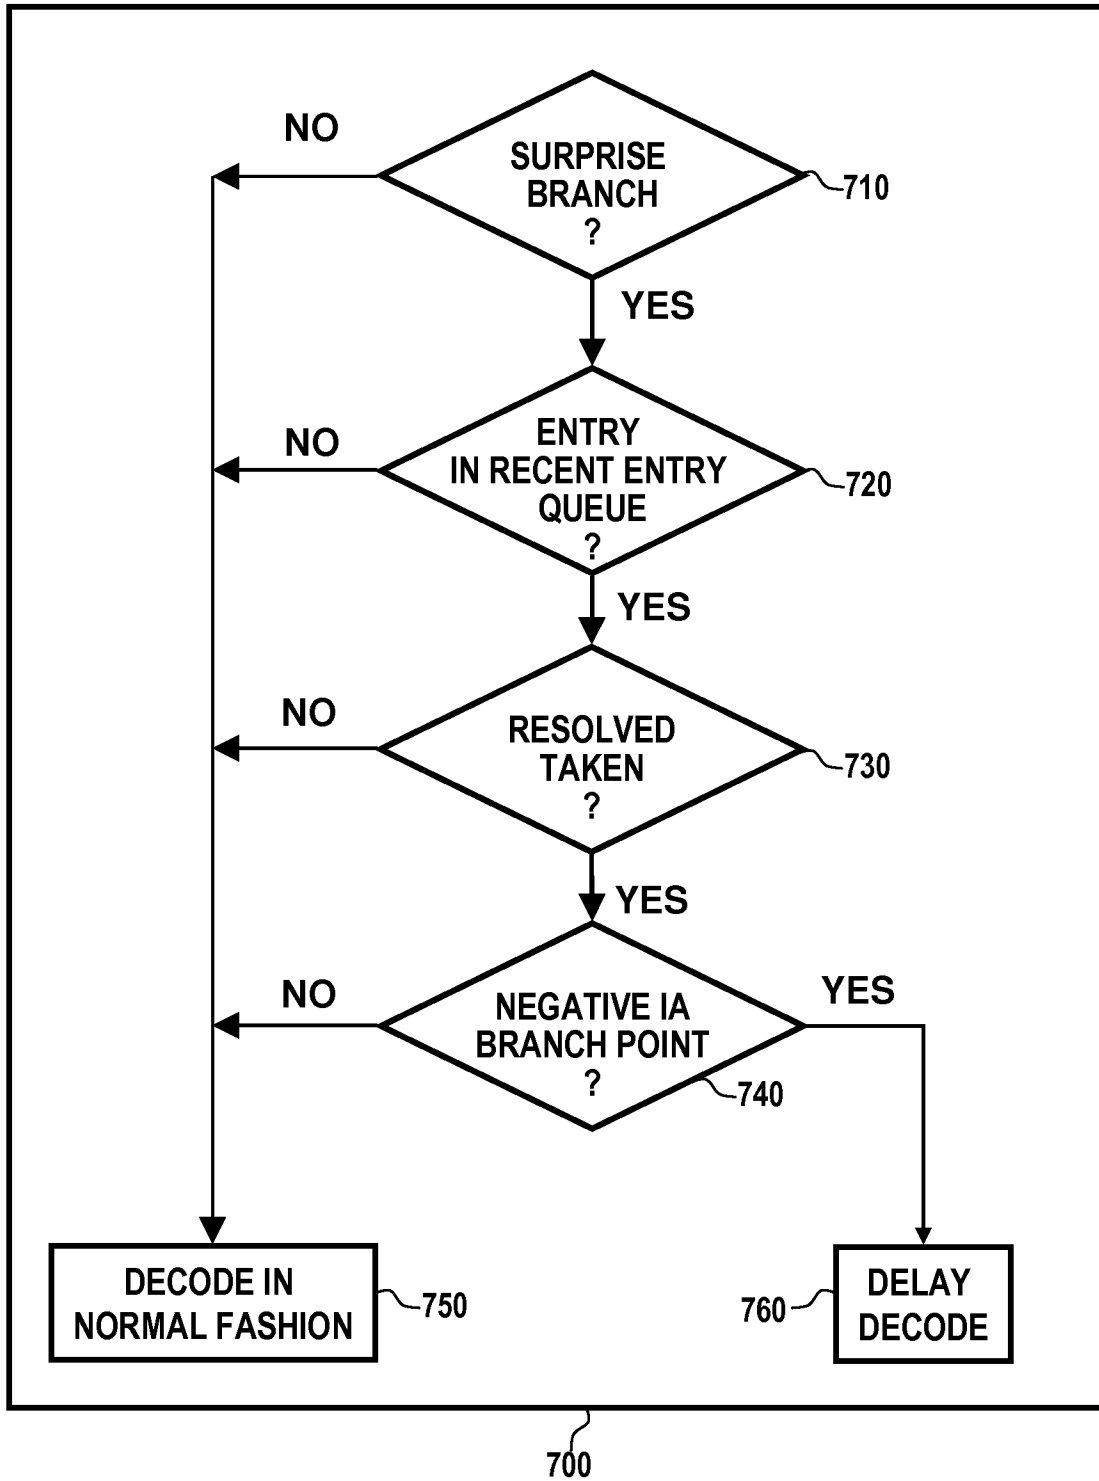 NO
SURPRISE
BRANCH
?
710
YES
NO
ENTRY
IN RECENT ENTRY
QUEUE
?
720
YES
NO
RESOLVED
TAKEN
?
730
YES
NO
NEGATIVE IA
BRANCH POINT
?
740
YES
DECODE IN
NORMAL FASHION
750
760
DELAY
DECODE
700